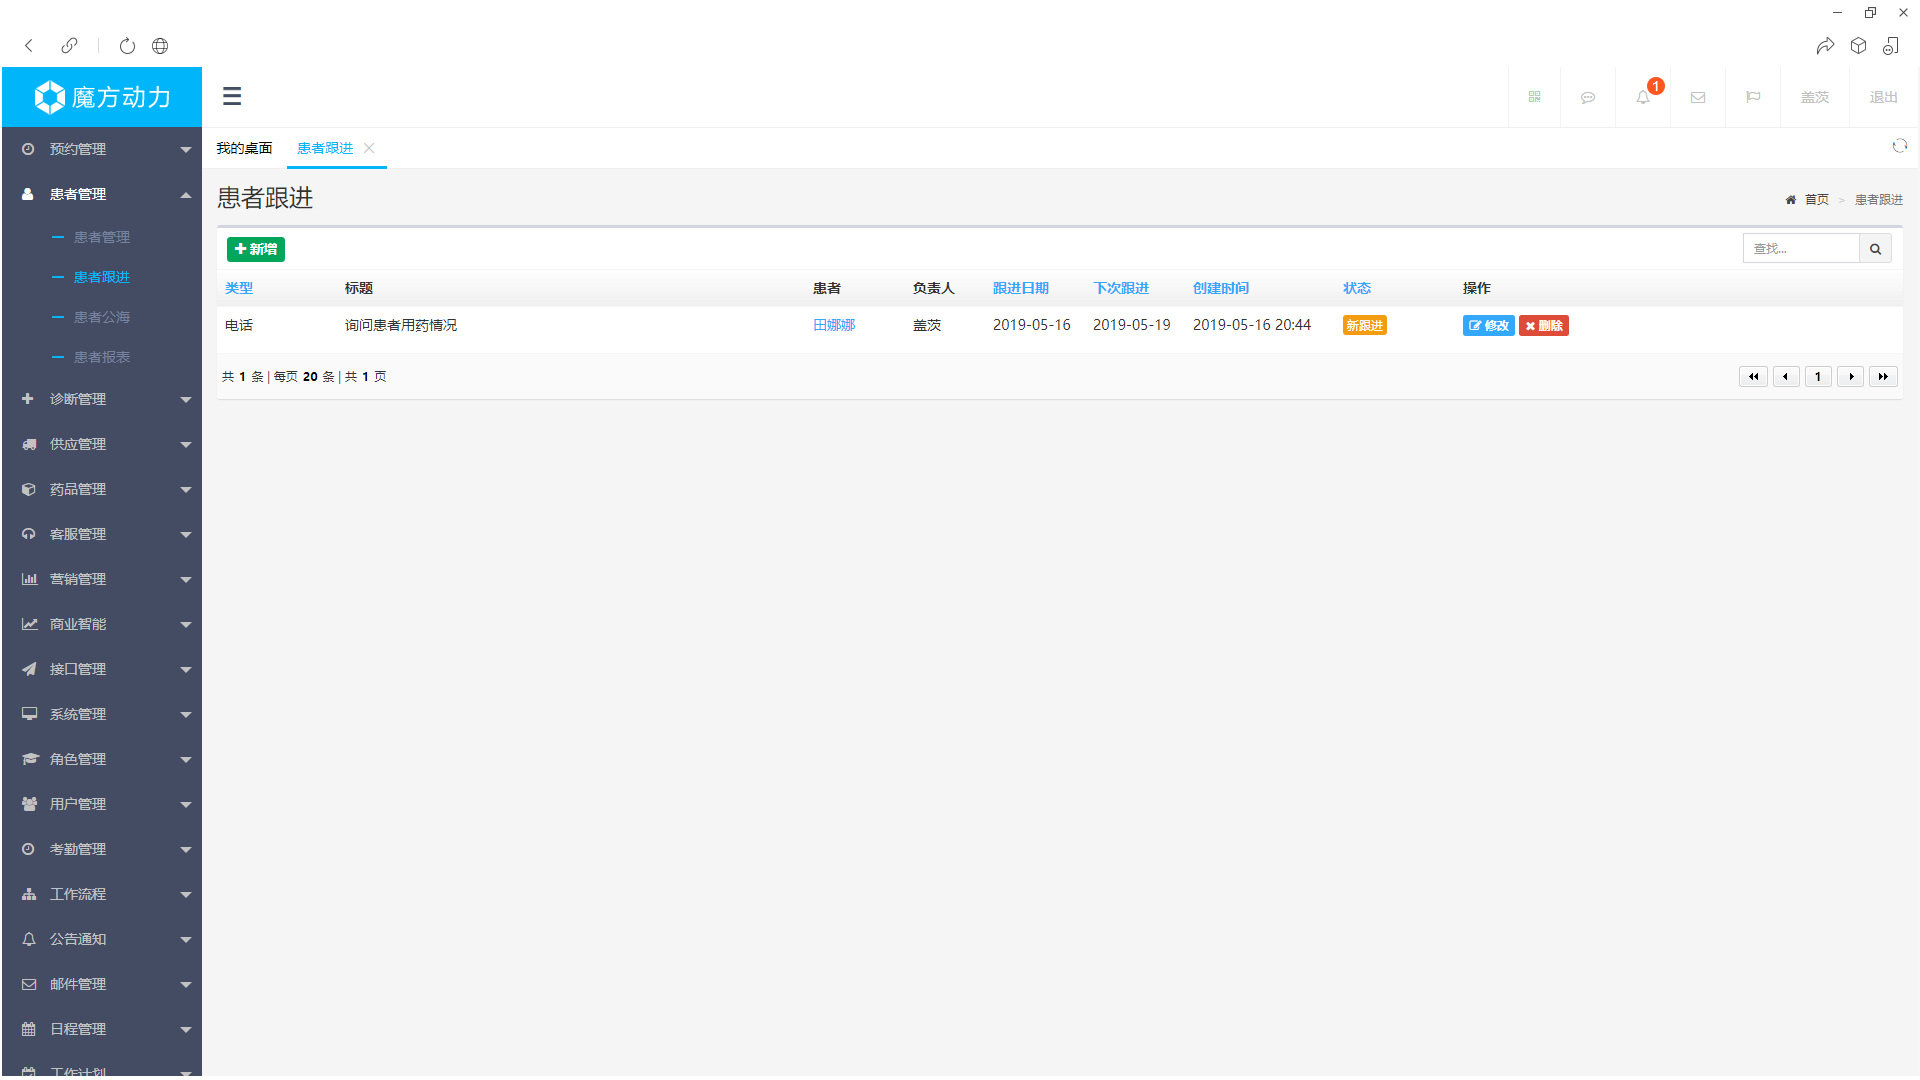 魔方动力
1
盖茨
退出
我的桌面
患者跟进
患者跟进
首页 > 患者跟进
新增
查找...
类型 标题 患者 负责人 跟进日期 下次跟进 创建时间 状态 操作
电话 询问患者用药情况 田娜娜 盖茨 2019-05-16 2019-05-19 2019-05-16 20:44 新跟进 修改 删除
共 1 条 | 每页 20 条 | 共 1 页
1
预约管理
患者管理
患者管理
患者跟进
患者公海
患者报表
诊断管理
供应管理
药品管理
客服管理
营销管理
商业智能
接口管理
系统管理
角色管理
用户管理
考勤管理
工作流程
公告通知
邮件管理
日程管理
工作计划